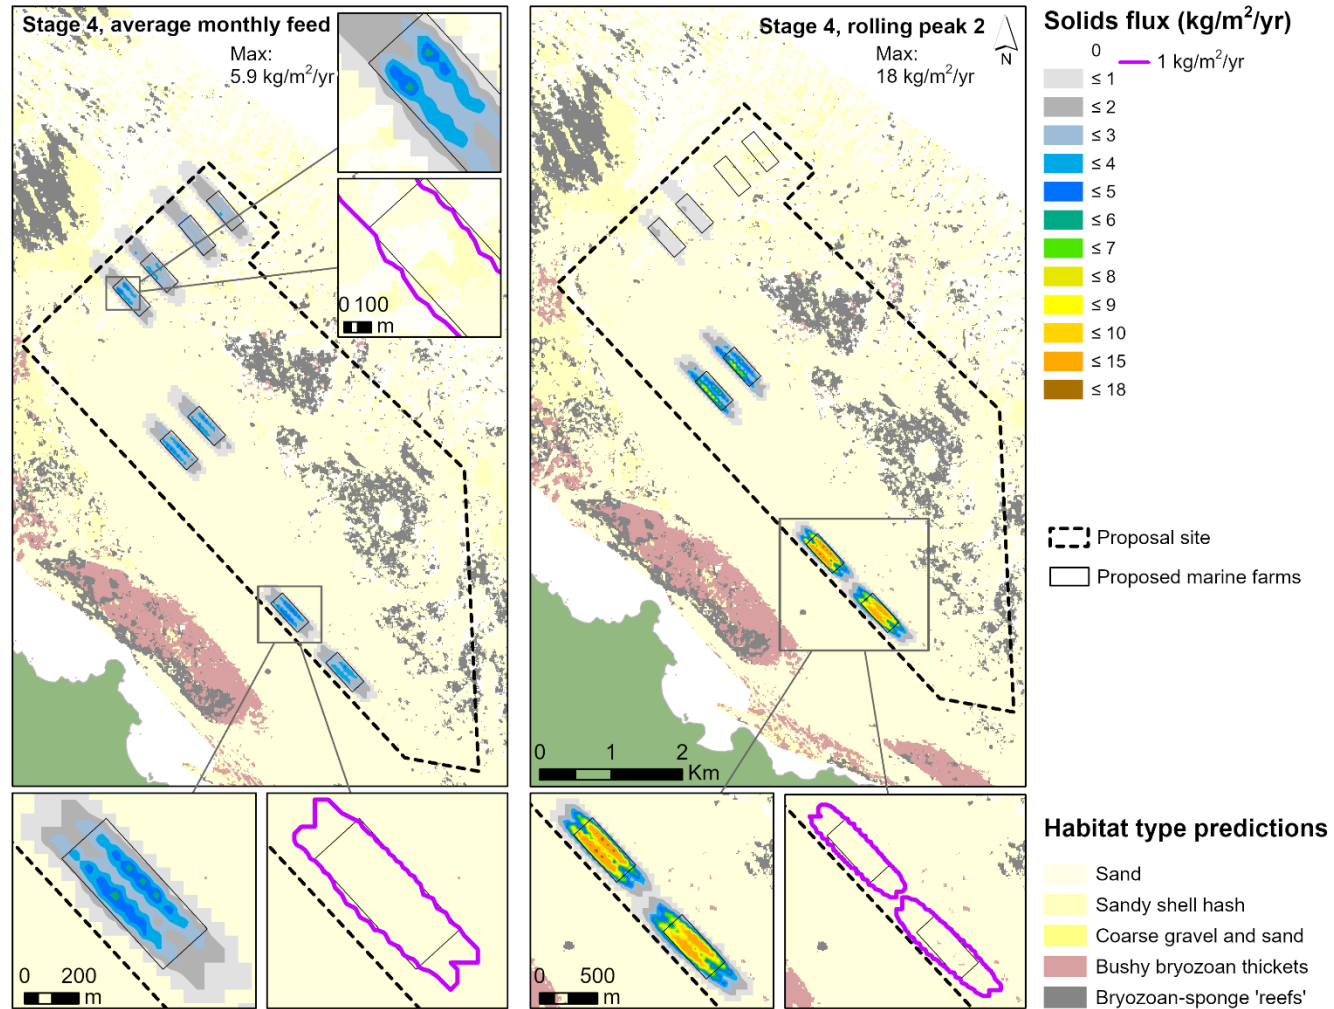 Stage 4, average monthly feed
Max:
5.9 kg/m²/yr
0 100
m
0 200
m
Stage 4, rolling peak 2
Max:
18 kg/m²/yr
N
0 1 2
Km
0 500
m
Solids flux (kg/m²/yr)
0
1 kg/m²/yr
≤ 1
≤ 2
≤ 3
≤ 4
≤ 5
≤ 6
≤ 7
≤ 8
≤ 9
≤ 10
≤ 15
≤ 18
Proposal site
Proposed marine farms
Habitat type predictions
Sand
Sandy shell hash
Coarse gravel and sand
Bushy bryozoan thickets
Bryozoan-sponge 'reefs'